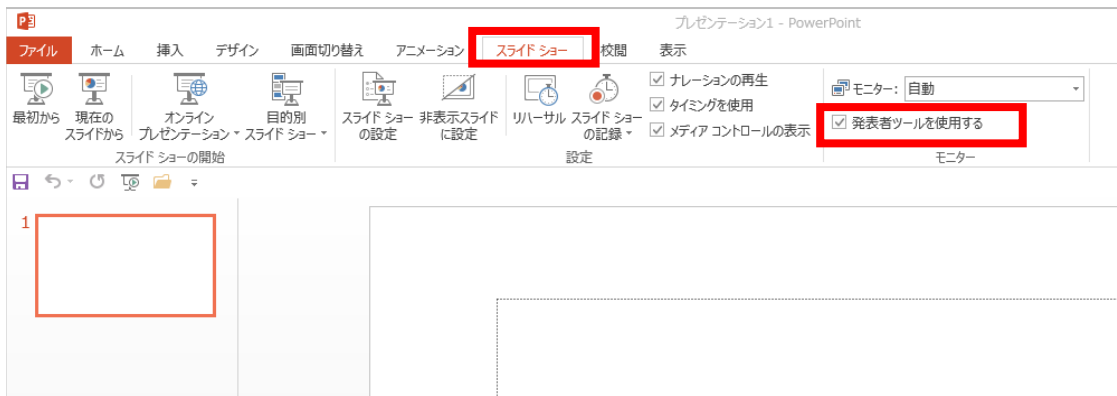 プレゼンテーション1 - PowerPoint
ファイル ホーム 挿入 デザイン 画面切り替え アニメーション スライド ショー 校閲 表示
最初から 現在の スライドから オンライン プレゼンテーション 目的別 スライド ショー
スライド ショー の設定 非表示スライド に設定 リハーサル スライド ショー の記録
ナレーションの再生
タイミングを使用
メディア コントロールの表示
モニター: 自動
発表者ツールを使用する
スライド ショーの開始 設定 モニター
1